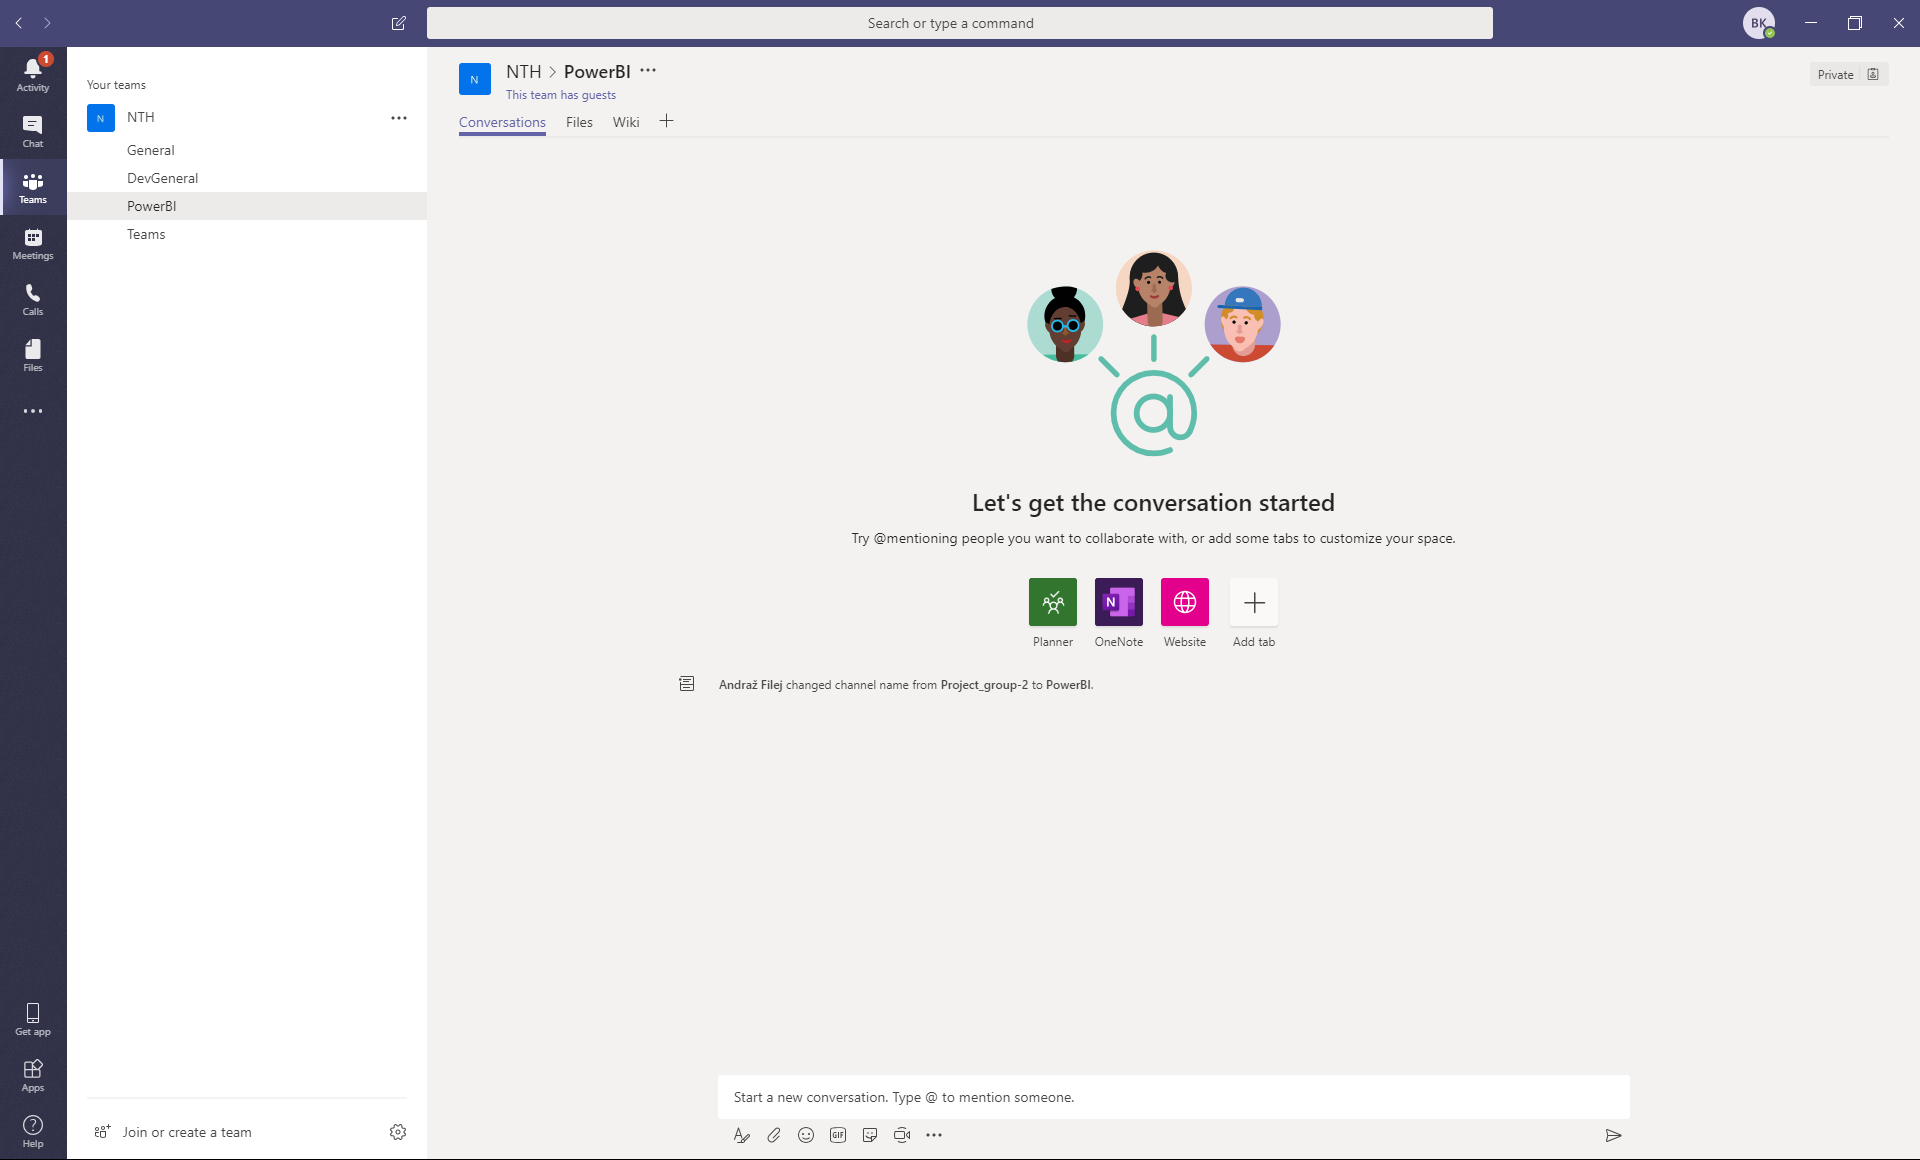 Search or type a command
BK
1
Activity
Chat
Teams
Meetings
Calls
Files
Get app
Apps
Help
Your teams
N NTH
General
DevGeneral
PowerBI
Teams
Join or create a team
N
NTH > PowerBI
This team has guests
Private
Conversations Files Wiki
Let's get the conversation started
Try @mentioning people you want to collaborate with, or add some tabs to customize your space.
N
Planner OneNote Website Add tab
Andraž Filej changed channel name from Project_group-2 to PowerBI.
Start a new conversation. Type @ to mention someone.
GIF